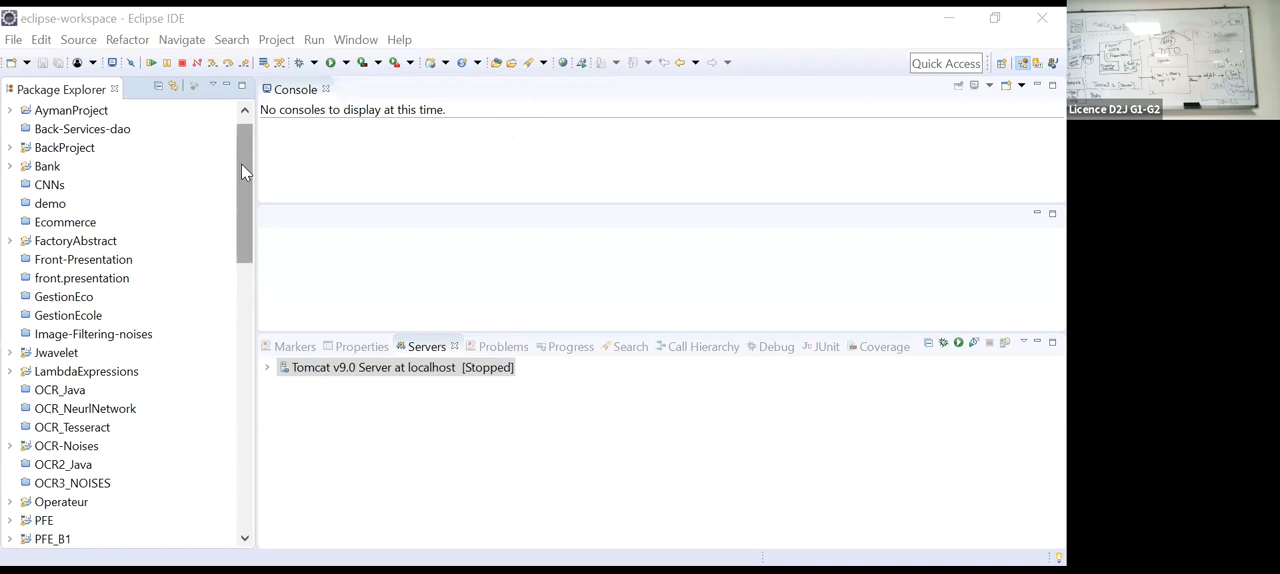 eclipse-workspace - Eclipse IDE
File Edit Source Refactor Navigate Search Project Run Window Help
Quick Access
Package Explorer
AymanProject
Back-Services-dao
BackProject
Bank
CNNs
demo
Ecommerce
FactoryAbstract
Front-Presentation
front.presentation
GestionEco
GestionEcole
Image-Filtering-noises
Jwavelet
LambdaExpressions
OCR_Java
OCR_NeurlNetwork
OCR_Tesseract
OCR-Noises
OCR2_Java
OCR3_NOISES
Operateur
PFE
PFE_B1
Console
No consoles to display at this time.
Markers Properties Servers Problems Progress Search Call Hierarchy Debug JUnit Coverage
Tomcat v9.0 Server at localhost [Stopped]
Licence D2J G1-G2